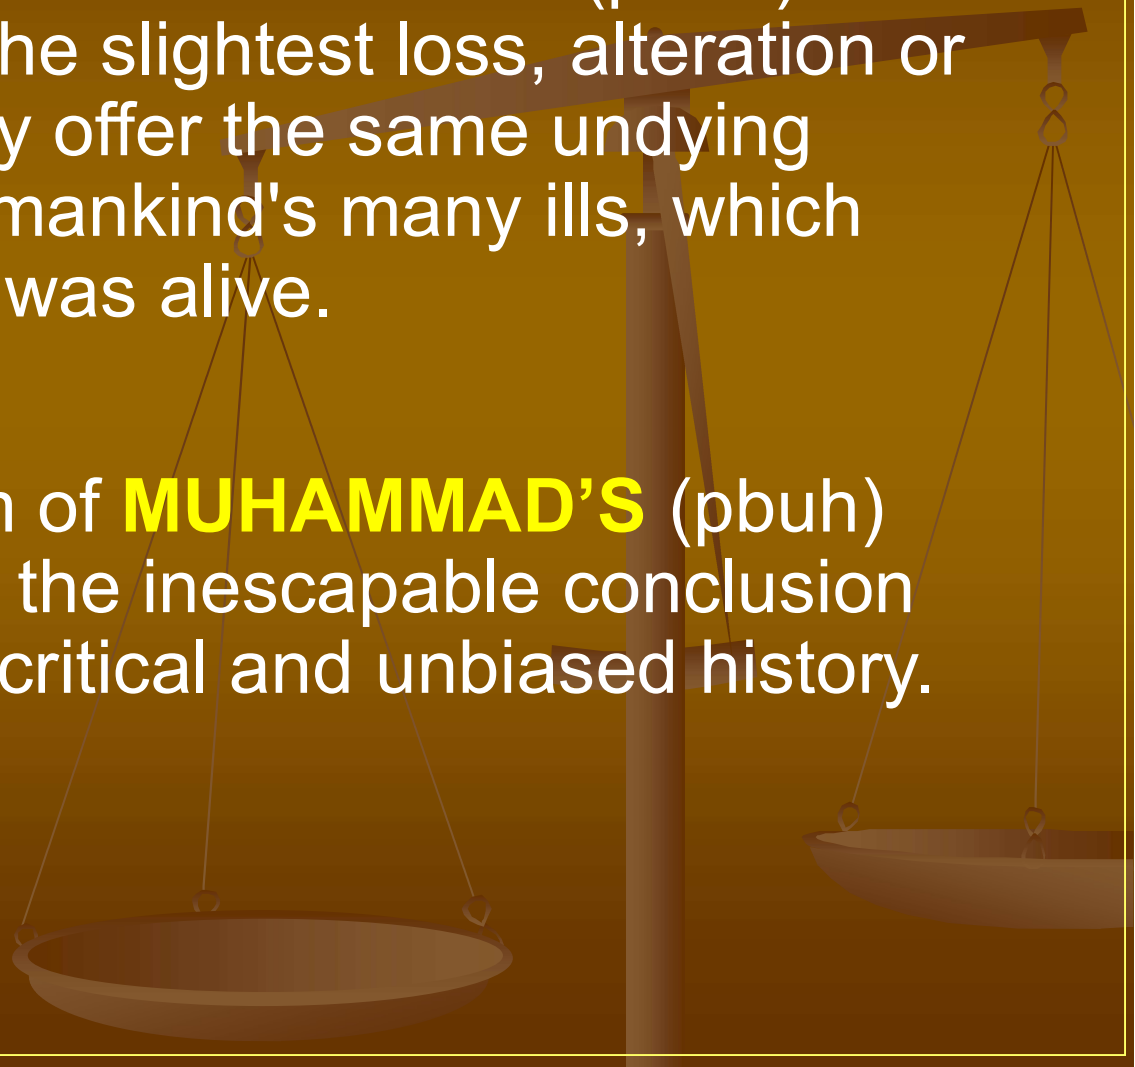 he slightest loss, alteration or
y offer the same undying
mankind's many ills, which
was alive.
n of MUHAMMAD’S (pbuh)
the inescapable conclusion
critical and unbiased history.